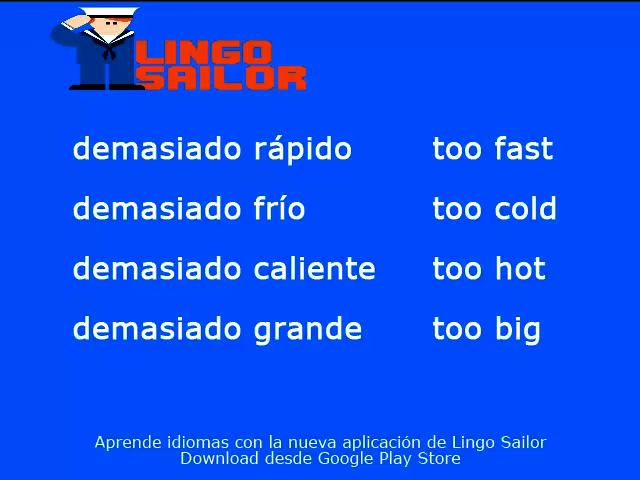 LINGO
SAILOR
demasiado rápido too fast
demasiado frío too cold
demasiado caliente too hot
demasiado grande too big
Aprende idiomas con la nueva aplicación de Lingo Sailor
Download desde Google Play Store